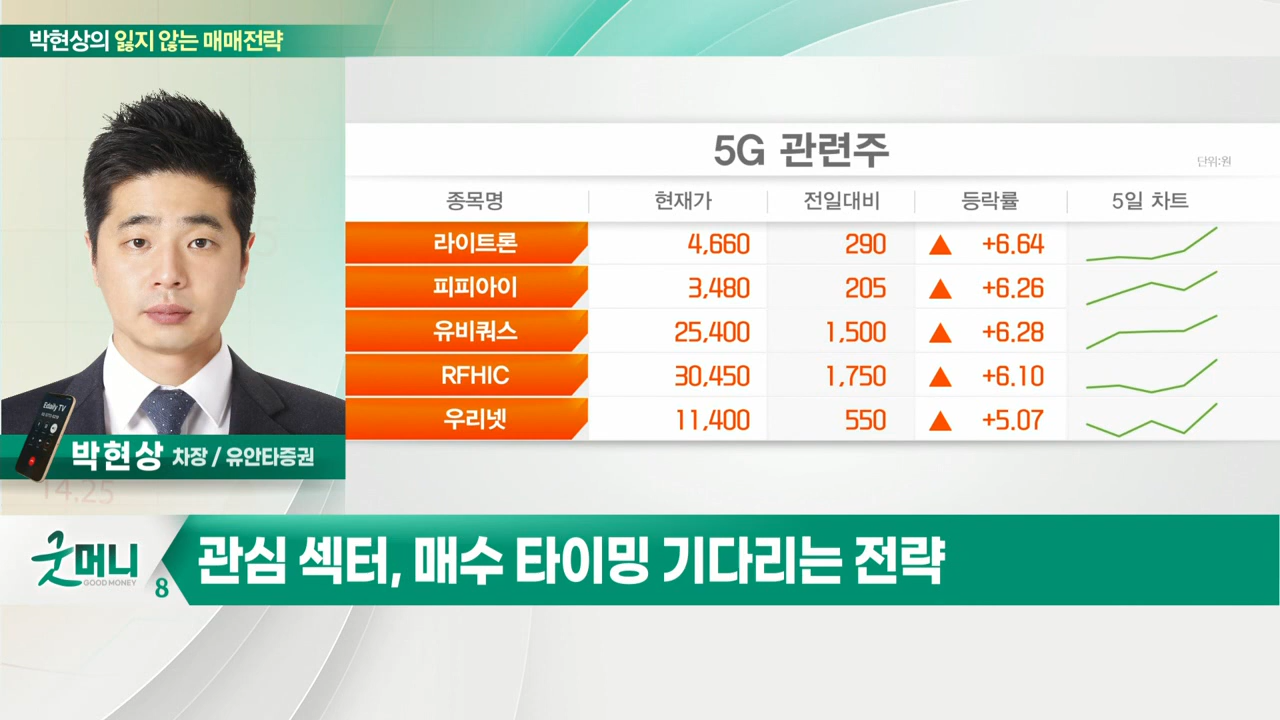 박현상의 잃지 않는 매매전략
5G 관련주
단위:원
종목명 현재가 전일대비 등락률 5일 차트
라이트론 4,660 290 ▲ +6.64
피피아이 3,480 205 ▲ +6.26
유비쿼스 25,400 1,500 ▲ +6.28
RFHIC 30,450 1,750 ▲ +6.10
우리넷 11,400 550 ▲ +5.07
Edaily TV
박현상 차장 / 유안타증권
14.25
굿머니
GOOD MONEY
8
관심 섹터, 매수 타이밍 기다리는 전략